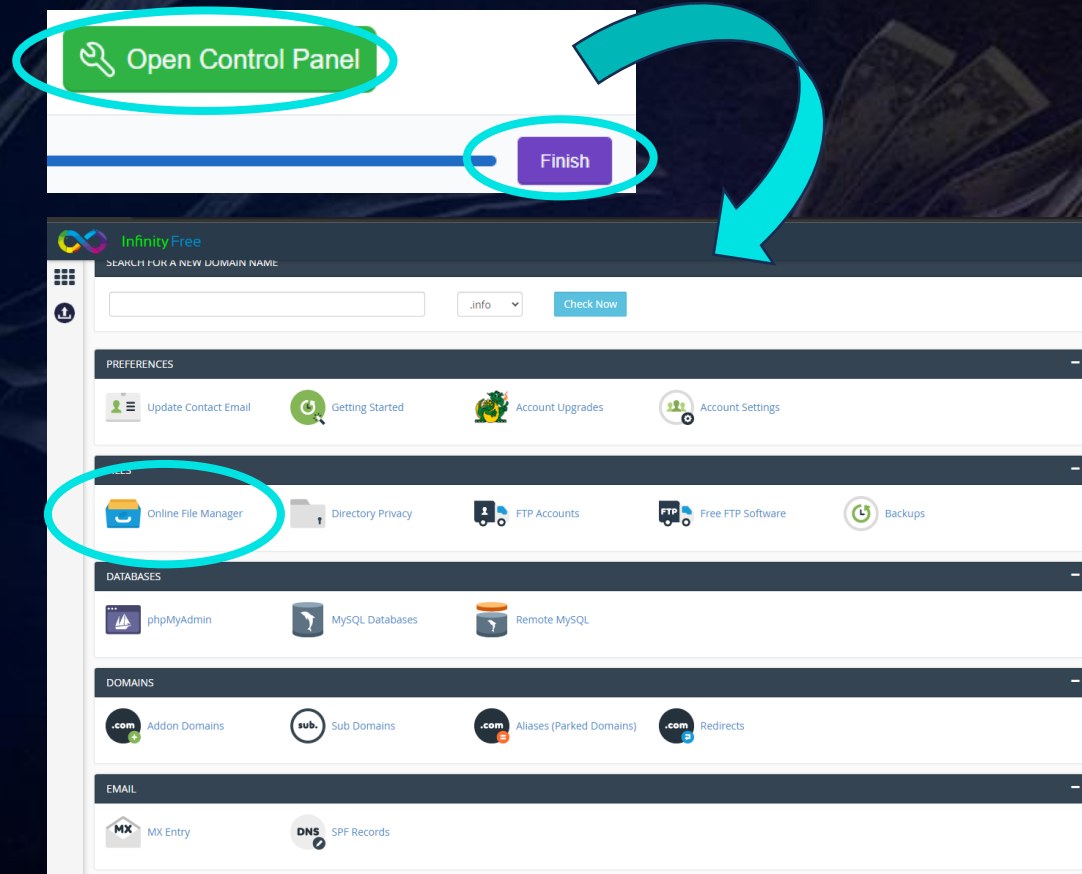 Open Control Panel
Finish
InfinityFree
SEARCH FOR A NEW DOMAIN NAME
.info
Check Now
PREFERENCES
Update Contact Email
Getting Started
Account Upgrades
Account Settings
Online File Manager
Directory Privacy
FTP Accounts
FTP
Free FTP Software
Backups
DATABASES
phpMyAdmin
MySQL Databases
Remote MySQL
DOMAINS
.com
Addon Domains
sub.
Sub Domains
.com
Aliases (Parked Domains)
.com
Redirects
EMAIL
MX
MX Entry
DNS
SPF Records